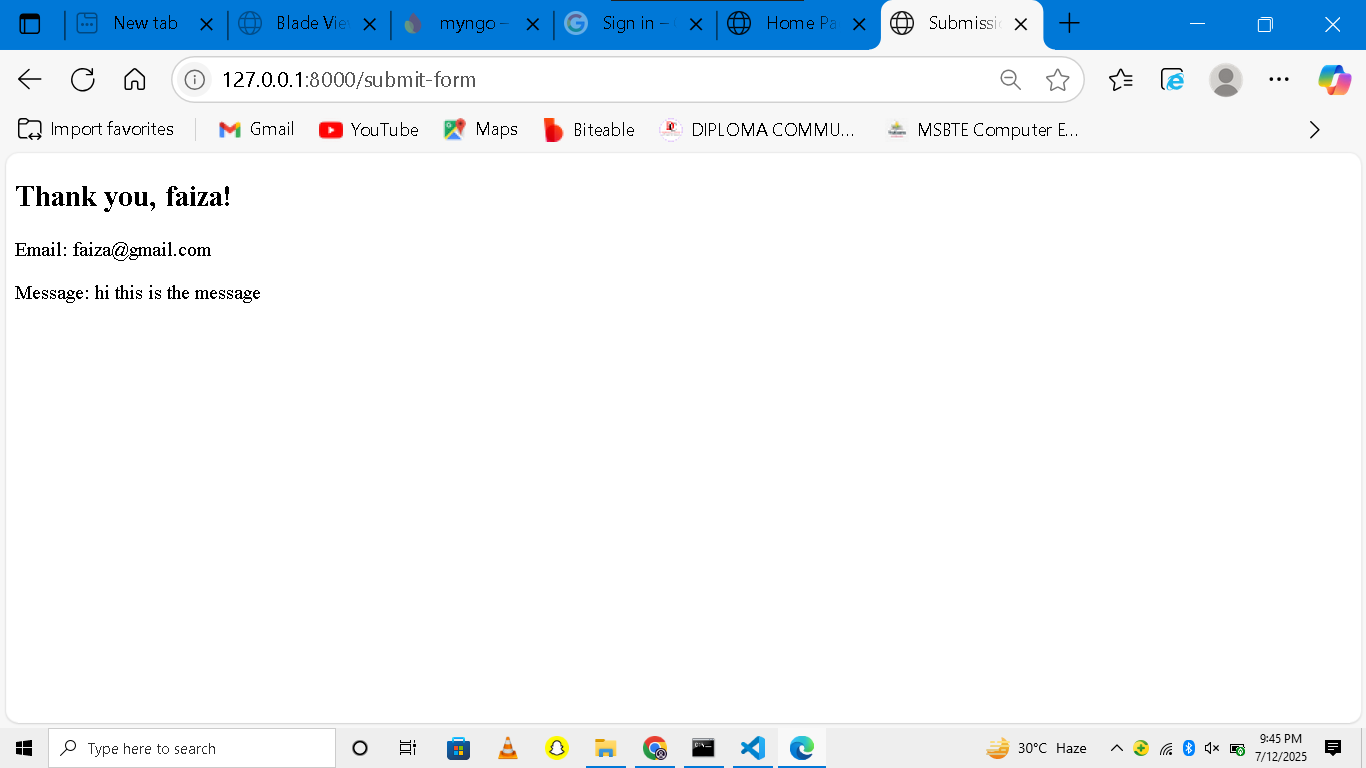 New tab
Blade Vie
myngo –
Sign in –
Home Pa
Submissi
127.0.0.1:8000/submit-form
Import favorites
Gmail
YouTube
Maps
Biteable
DIPLOMA COMMU...
MSBTE Computer E...
Thank you, faiza!
Email: faiza@gmail.com
Message: hi this is the message
Type here to search
30°C Haze
9:45 PM
7/12/2025